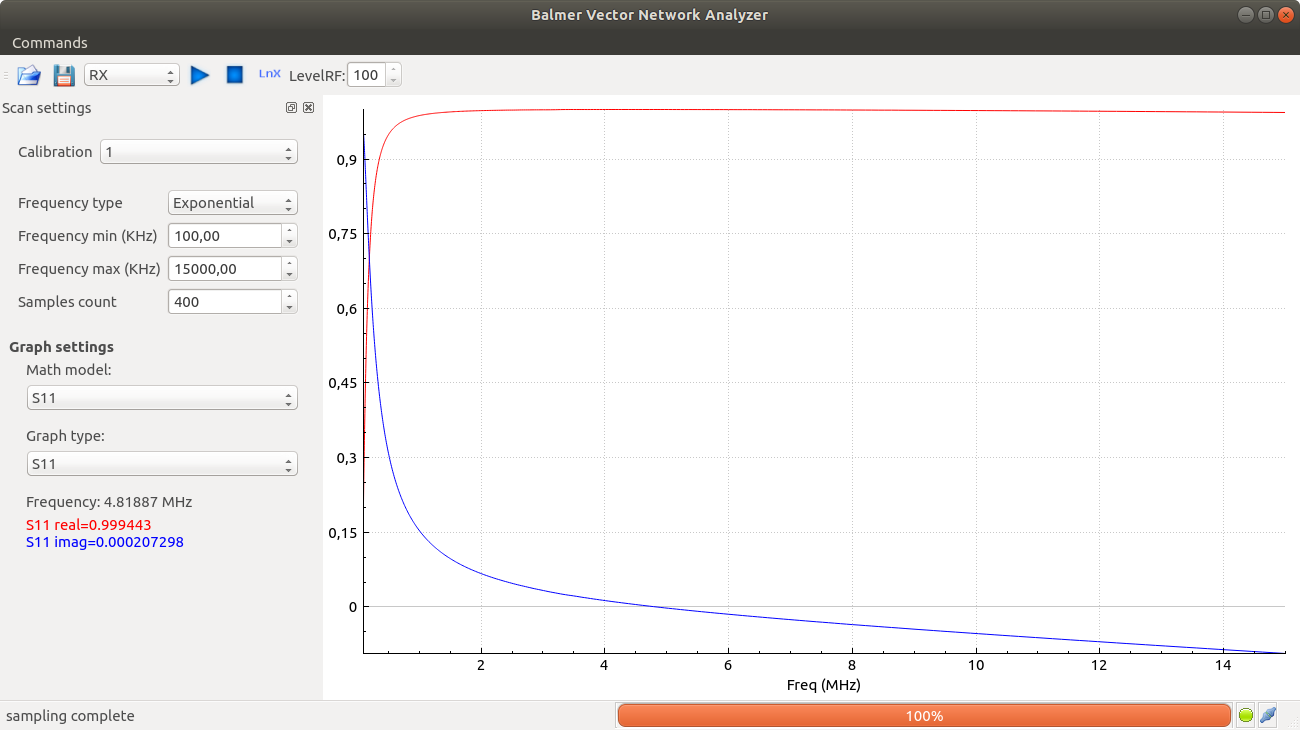 Balmer Vector Network Analyzer
Commands
RX LnX LevelRF: 100
Scan settings
Calibration 1
Frequency type Exponential
Frequency min (KHz) 100,00
Frequency max (KHz) 15000,00
Samples count 400
Graph settings
Math model:
S11
Graph type:
S11
Frequency: 4.81887 MHz
S11 real=0.999443
S11 imag=0.000207298
0,9
0,75
0,6
0,45
0,3
0,15
0
2 4 6 8 10 12 14
Freq (MHz)
sampling complete 100%